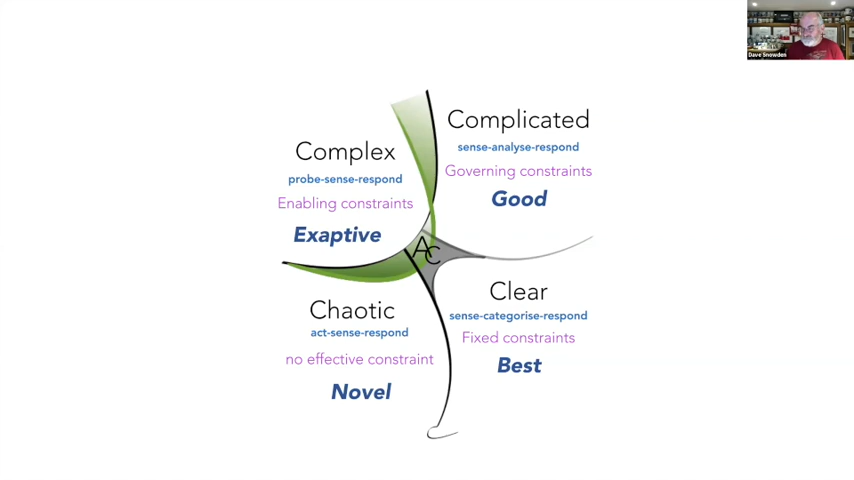 Dave Snowden
Complex
probe-sense-respond
Enabling constraints
Exaptive
Complicated
sense-analyse-respond
Governing constraints
Good
A
C
Chaotic
act-sense-respond
no effective constraint
Novel
Clear
sense-categorise-respond
Fixed constraints
Best